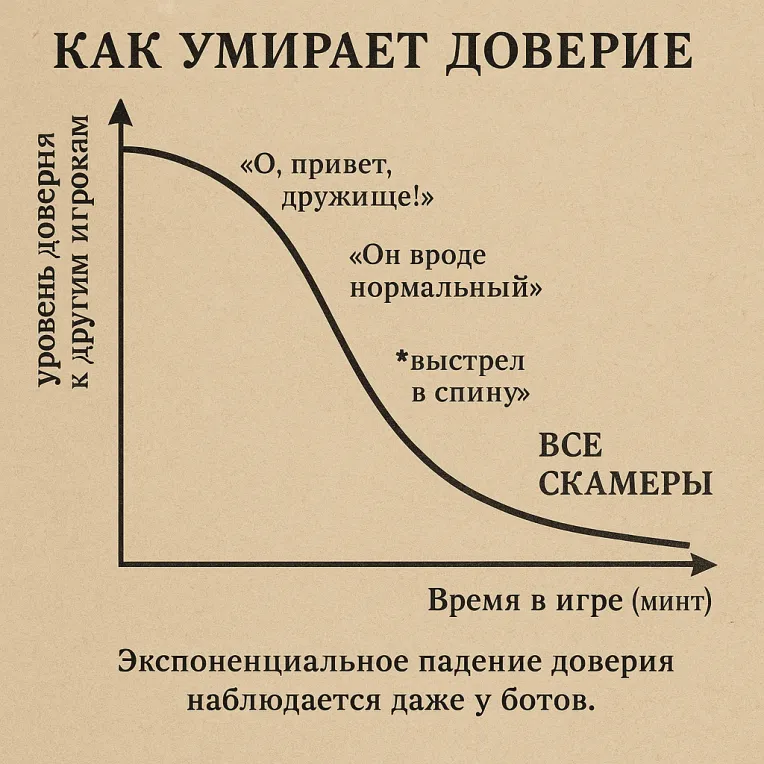 КАК УМИРАЕТ ДОВЕРИЕ
уровень доверня
к другим игрокам
«О, привет,
дружище!»
«Он вроде
нормальный»
*выстрел
в спину»
ВСЕ
СКАМЕРЫ
Время в игре (минт)
Экспоненциальное падение доверия
наблюдается даже у ботов.